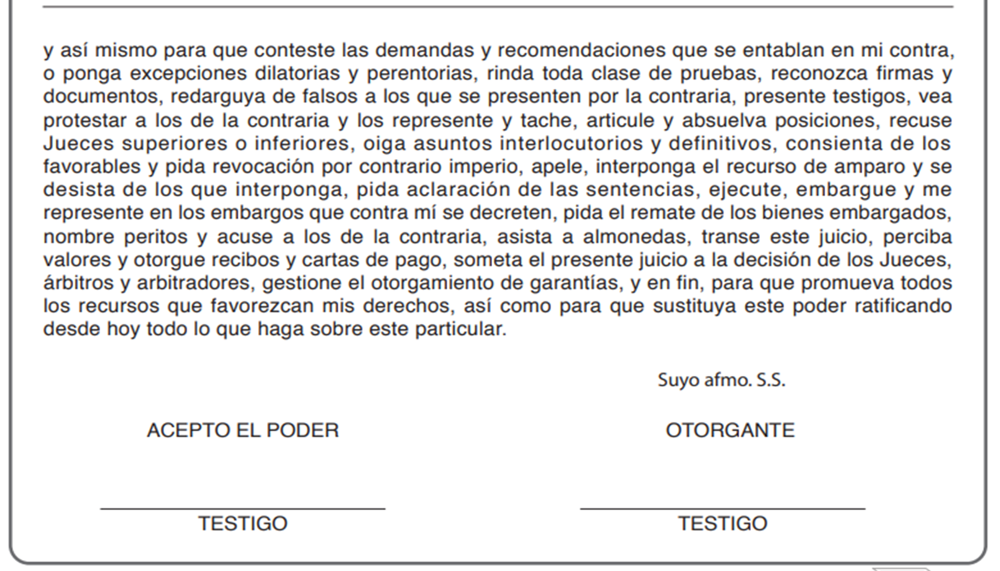 y así mismo para que conteste las demandas y recomendaciones que se entablan en mi contra,
o ponga excepciones dilatorias y perentorias, rinda toda clase de pruebas, reconozca firmas y
documentos, redarguya de falsos a los que se presenten por la contraria, presente testigos, vea
protestar a los de la contraria y los represente y tache, articule y absuelva posiciones, recuse
Jueces superiores o inferiores, oiga asuntos interlocutorios y definitivos, consienta de los
favorables y pida revocación por contrario imperio, apele, interponga el recurso de amparo y se
desista de los que interponga, pida aclaración de las sentencias, ejecute, embargue y me
represente en los embargos que contra mí se decreten, pida el remate de los bienes embargados,
nombre peritos y acuse a los de la contraria, asista a almonedas, transe este juicio, perciba
valores y otorgue recibos y cartas de pago, someta el presente juicio a la decisión de los Jueces,
árbitros y arbitradores, gestione el otorgamiento de garantías, y en fin, para que promueva todos
los recursos que favorezcan mis derechos, así como para que sustituya este poder ratificando
desde hoy todo lo que haga sobre este particular.
Suyo afmo. S.S.
ACEPTO EL PODER OTORGANTE
TESTIGO TESTIGO